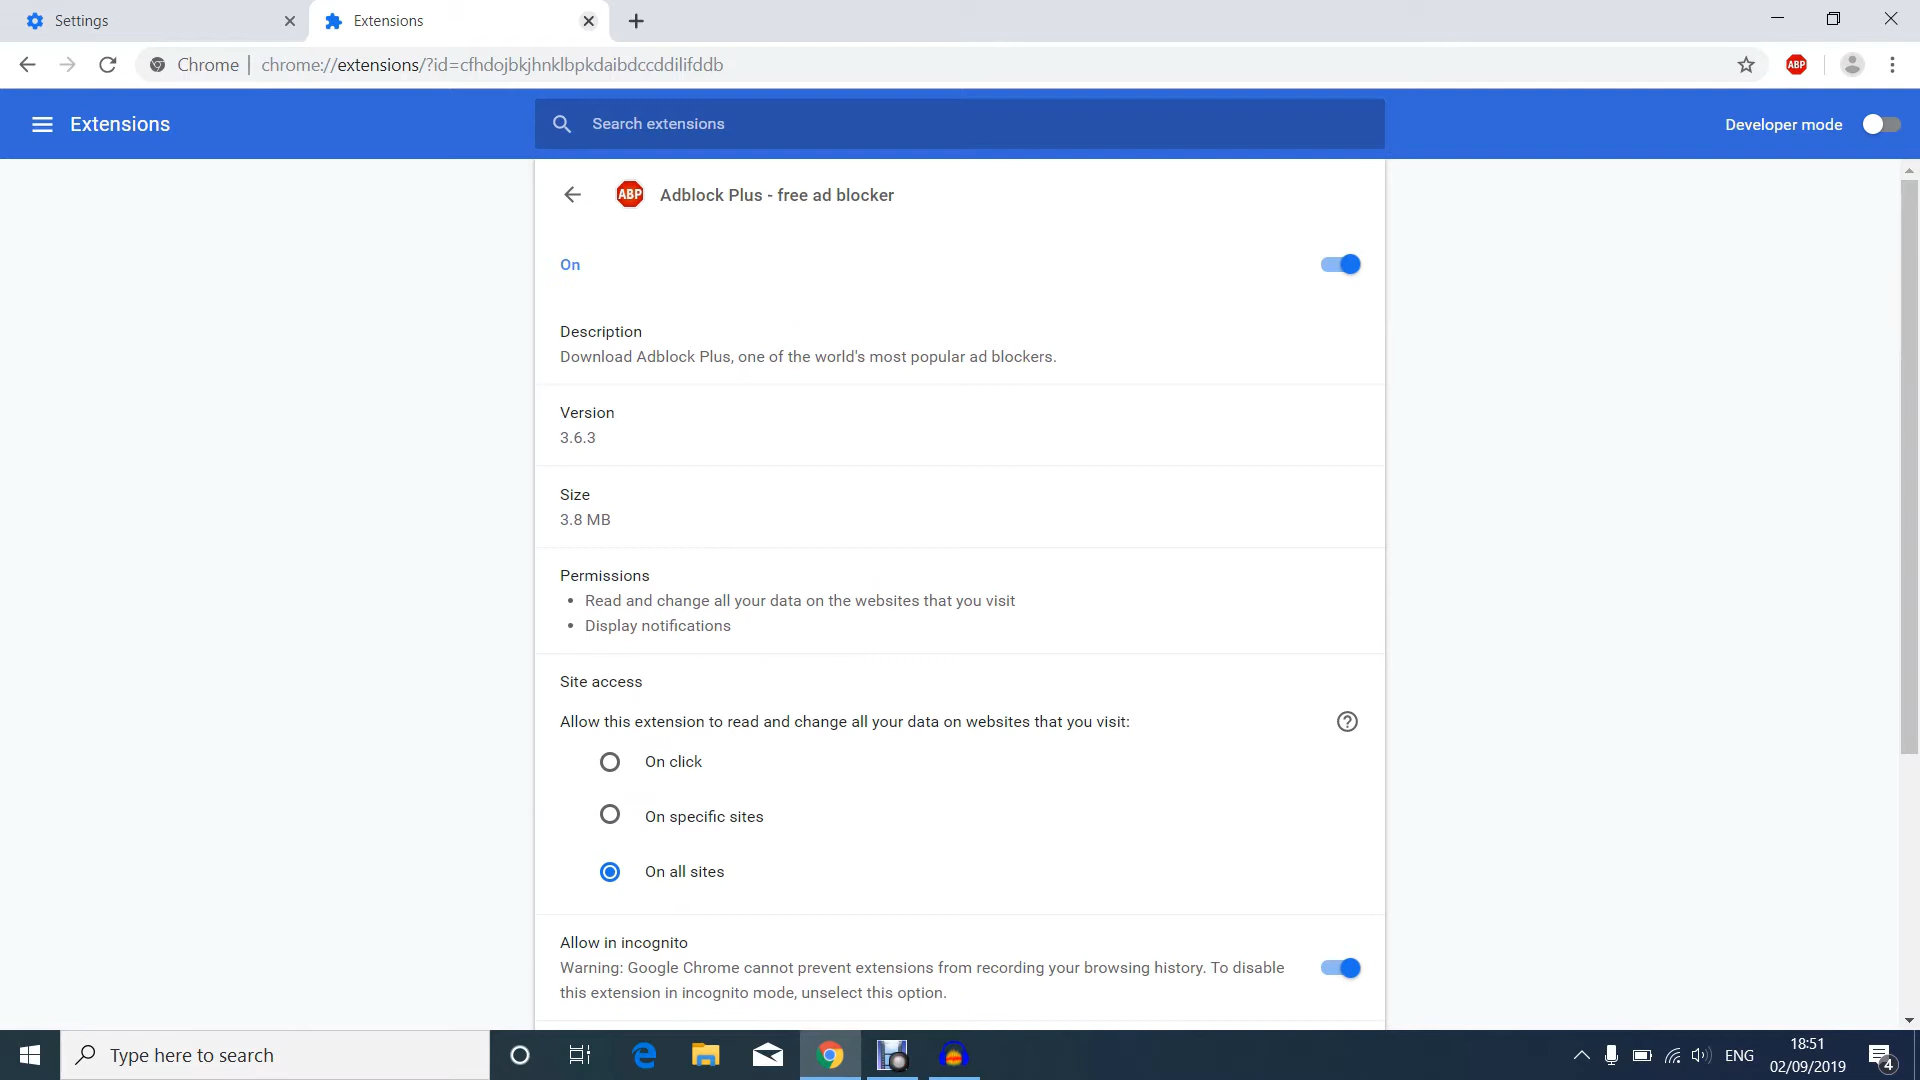 Settings
Extensions
Chrome | chrome://extensions/?id=cfhdojbkjhnklbpkdaibdccddilifddb
ABP
Extensions
Search extensions
Developer mode
ABP Adblock Plus - free ad blocker
On
Description
Download Adblock Plus, one of the world's most popular ad blockers.
Version
3.6.3
Size
3.8 MB
Permissions
• Read and change all your data on the websites that you visit
• Display notifications
Site access
Allow this extension to read and change all your data on websites that you visit:
On click
On specific sites
On all sites
Allow in incognito
Warning: Google Chrome cannot prevent extensions from recording your browsing history. To disable
this extension in incognito mode, unselect this option.
Type here to search
ENG
18:51
02/09/2019
4